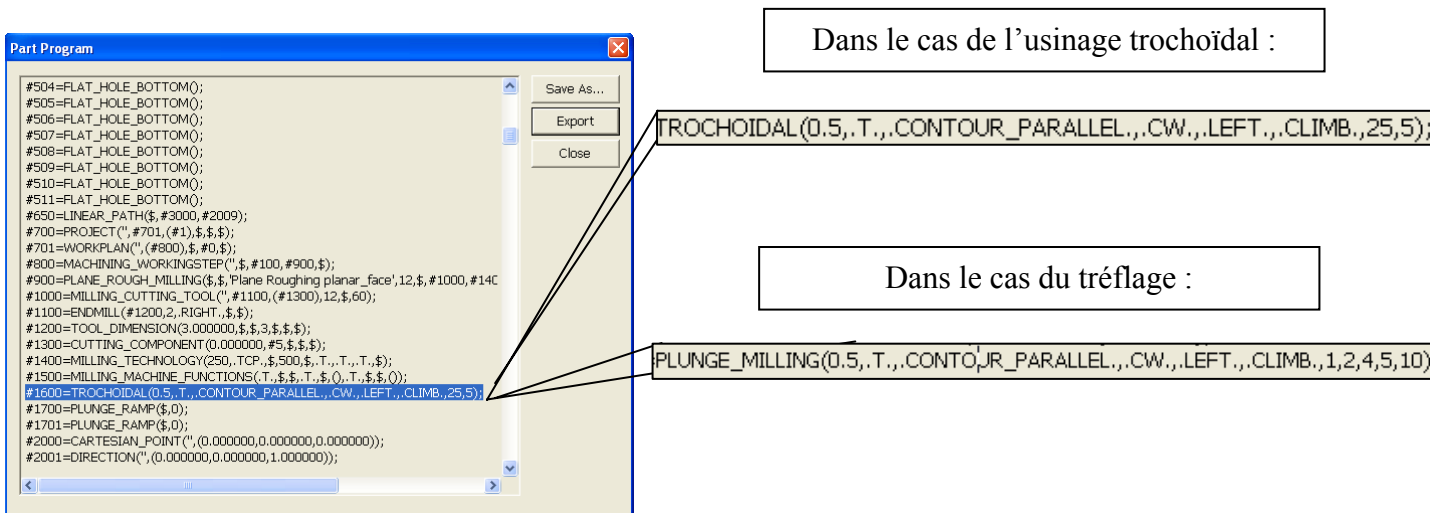 Part Program
#504=FLAT_HOLE_BOTTOM();
#505=FLAT_HOLE_BOTTOM();
#506=FLAT_HOLE_BOTTOM();
#507=FLAT_HOLE_BOTTOM();
#508=FLAT_HOLE_BOTTOM();
#509=FLAT_HOLE_BOTTOM();
#510=FLAT_HOLE_BOTTOM();
#511=FLAT_HOLE_BOTTOM();
#650=LINEAR_PATH($,#3000,#2009);
#700=PROJECT('',#701,(#1),$,$,$);
#701=WORKPLAN('',(#800),$,#0,$);
#800=MACHINING_WORKINGSTEP('',$,#100,#900,$);
#900=PLANE_ROUGH_MILLING($,$,'Plane Roughing planar_face',12,$,#1000,#140
#1000=MILLING_CUTTING_TOOL('',#1100,(#1300),12,$,60);
#1100=ENDMILL(#1200,2,.RIGHT.,$,$);
#1200=TOOL_DIMENSION(3.000000,$,$,3,$,$,$);
#1300=CUTTING_COMPONENT(0.000000,#5,$,$,$);
#1400=MILLING_TECHNOLOGY(250,.TCP.,$,500,$,.T.,.T.,.T.,$);
#1500=MILLING_MACHINE_FUNCTIONS(.T.,$,$,.T.,$,(),.T.,$,$,());
#1600=TROCHOIDAL(0.5,.T.,.CONTOUR_PARALLEL.,.CW.,.LEFT.,.CLIMB.,25,5);
#1700=PLUNGE_RAMP($,0);
#1701=PLUNGE_RAMP($,0);
#2000=CARTESIAN_POINT('',(0.000000,0.000000,0.000000));
#2001=DIRECTION('',(0.000000,0.000000,1.000000));
Save As...
Export
Close
Dans le cas de l’usinage trochoïdal :
TROCHOIDAL(0.5,.T.,.CONTOUR_PARALLEL.,.CW.,.LEFT.,.CLIMB.,25,5);
Dans le cas du tréflage :
PLUNGE_MILLING(0.5,.T.,.CONTOUR_PARALLEL.,.CW.,.LEFT.,.CLIMB.,1,2,4,5,10)